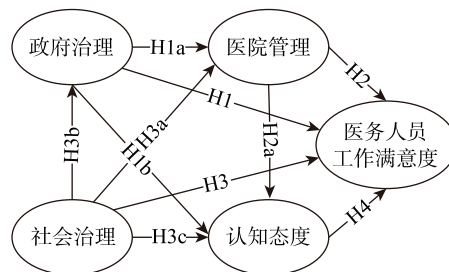 政府治理
H1a
医院管理
H2
H1
H3a
H2a
H3b
H1b
医务人员
工作满意度
H3
H4
社会治理
H3c
认知态度